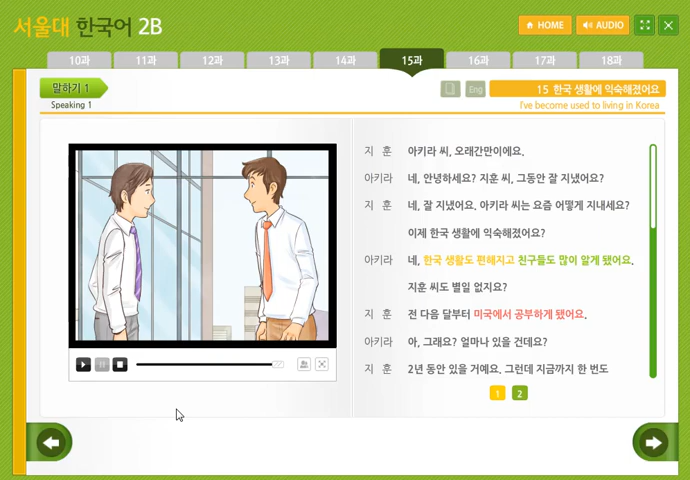 서울대 한국어 2B
HOME
AUDIO
10과
11과
12과
13과
14과
15과
16과
17과
18과
말하기 1
Speaking 1
Eng
15 한국 생활에 익숙해졌어요
I've become used to living in Korea
지 훈 아키라 씨, 오래간만이에요.
아키라 네, 안녕하세요? 지훈 씨, 그동안 잘 지냈어요?
지 훈 네, 잘 지냈어요. 아키라 씨는 요즘 어떻게 지내세요?
이제 한국 생활에 익숙해졌어요?
아키라 네, 한국 생활도 편해지고 친구들도 많이 알게 됐어요.
지훈 씨도 별일 없지요?
지 훈 전 다음 달부터 미국에서 공부하게 됐어요.
아키라 아, 그래요? 얼마나 있을 건데요?
지 훈 2년 동안 있을 거예요. 그런데 지금까지 한 번도
1
2